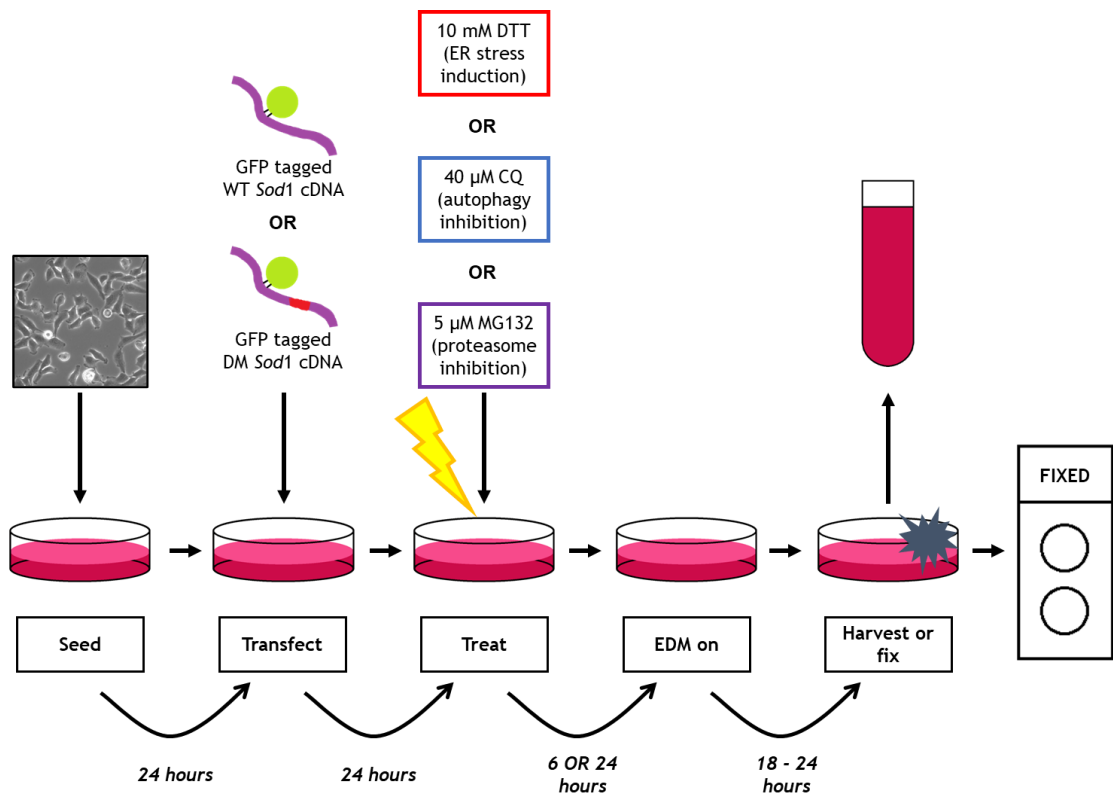 10 mM DTT
(ER stress
induction)
OR
40 µM CQ
(autophagy
inhibition)
OR
5 µM MG132
(proteasome
inhibition)
GFP tagged
WT Sod1 cDNA
OR
GFP tagged
DM Sod1 cDNA
FIXED
Seed
Transfect
Treat
EDM on
Harvest or
fix
24 hours
24 hours
6 OR 24
hours
18 - 24
hours